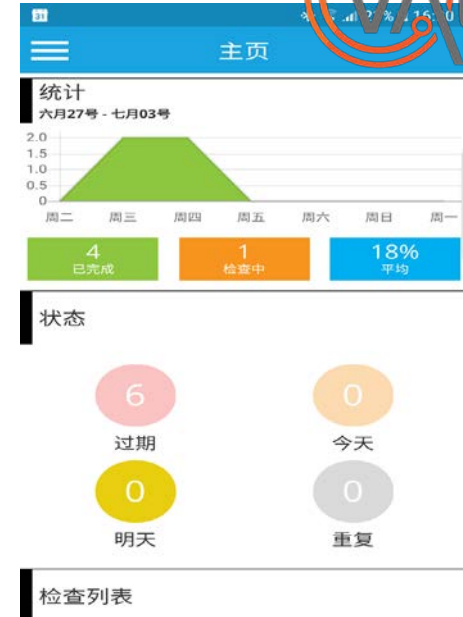 31
主页
统计
六月27号 - 七月03号
2.0
1.5
1.0
0.5
0
周二 周三 周四 周五 周六 周日 周一
4 1 18%
已完成 检查中 平均
状态
6 0
过期 今天
0 0
明天 重复
检查列表